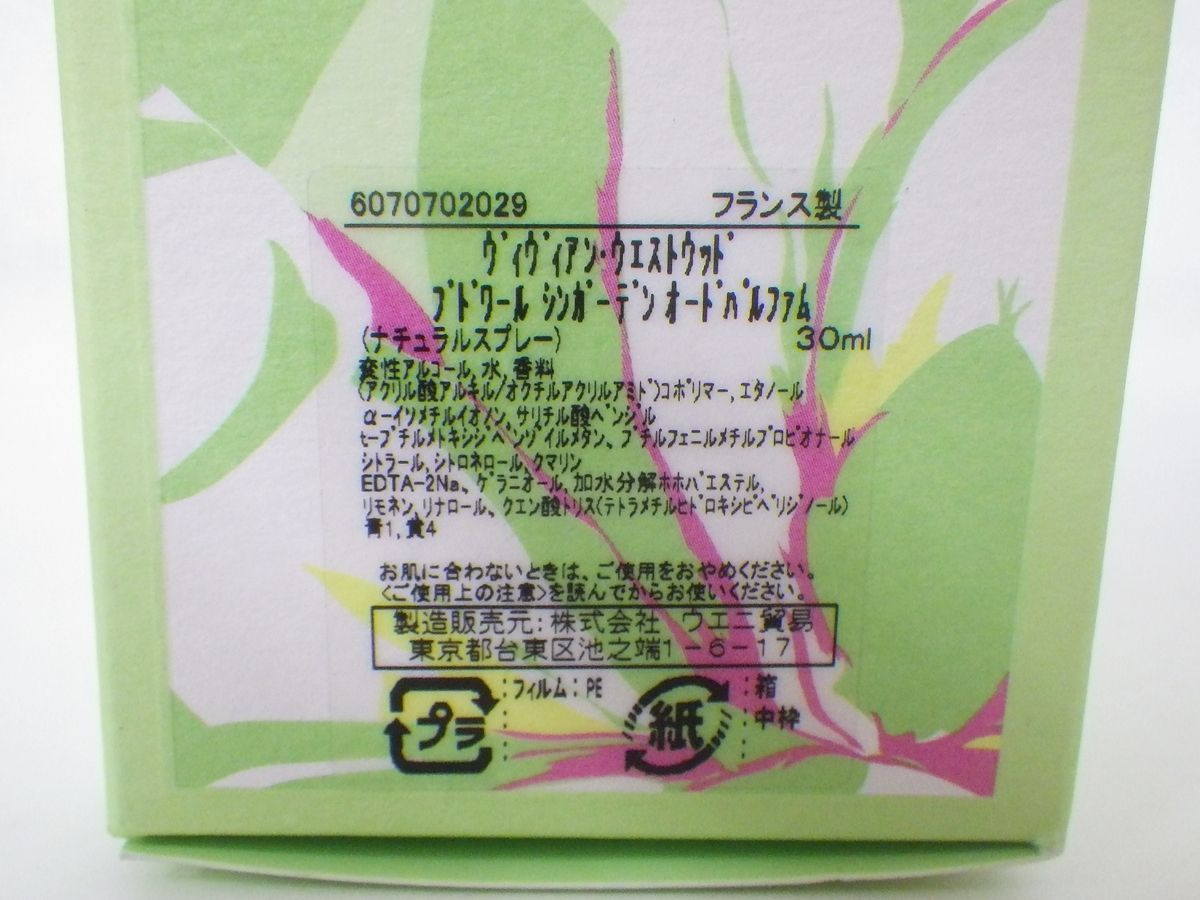 6070702029 フランス製
ヴィヴィアン・ウエストウッド
ブドワール シンガーデン オードパルファム
(ナチュラルスプレー) 30ml
変性アルコール, 水, 香料
(アクリル酸アルキル/オクチルアクリルアミド)コポリマー, エタノール
α-イソメチルイオノン, サリチル酸ベンジル
t-ブチルメトキシジベンゾイルメタン、ブチルフェニルメチルプロピオナール
シトラール, シトロネロール, クマリン
EDTA-2Na、ゲラニオール, 加水分解ホホバエステル,
リモネン, リナロール、クエン酸トリス(テトラメチルヒドロキシピペリジノール)
青1, 黄4
お肌に合わないときは、ご使用をおやめください。
<ご使用上の注意>を読んでからお使いください。
製造販売元:株式会社 ウエニ貿易
東京都台東区池之端1-6-17
プラ :フィルム:PE
紙 :箱
中枠